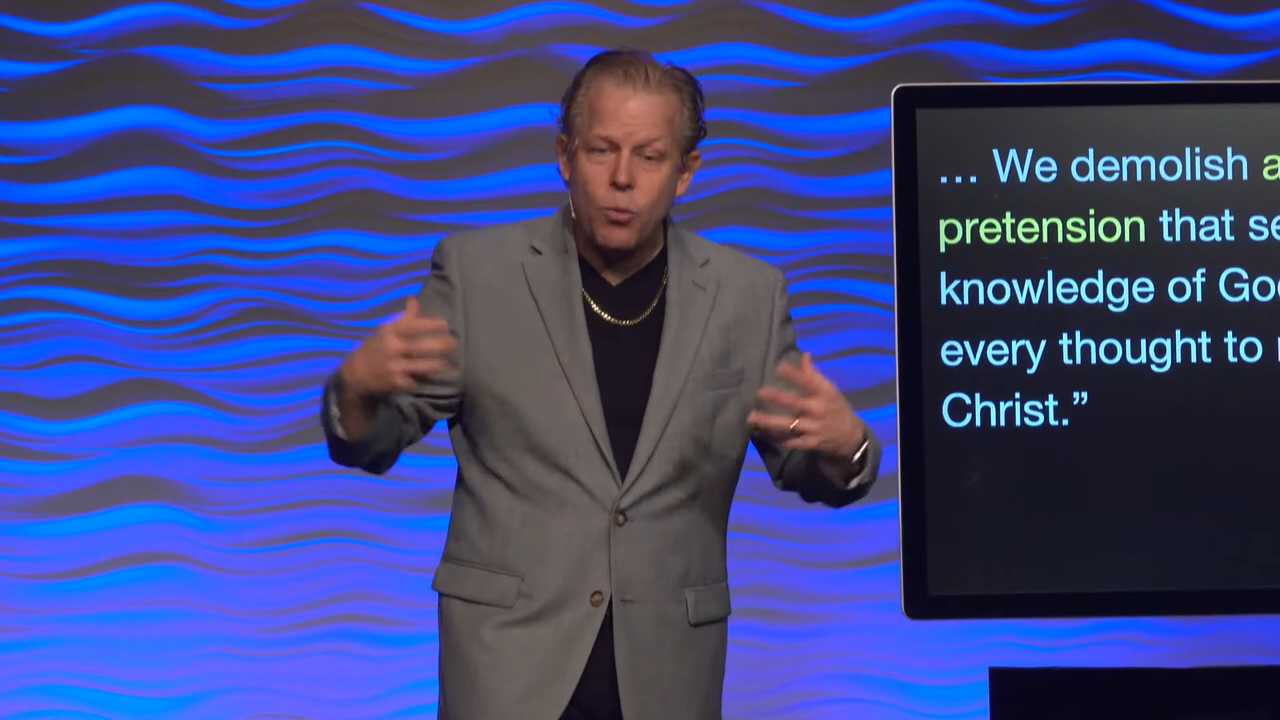 ... We demolish a
pretension that se
knowledge of Go
every thought to
Christ.”